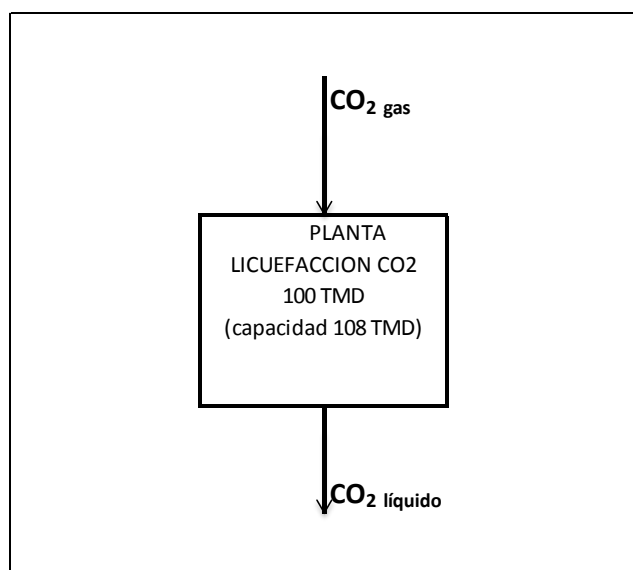 CO₂ gas
PLANTA
LICUEFACCION CO2
100 TMD
(capacidad 108 TMD)
CO₂ líquido